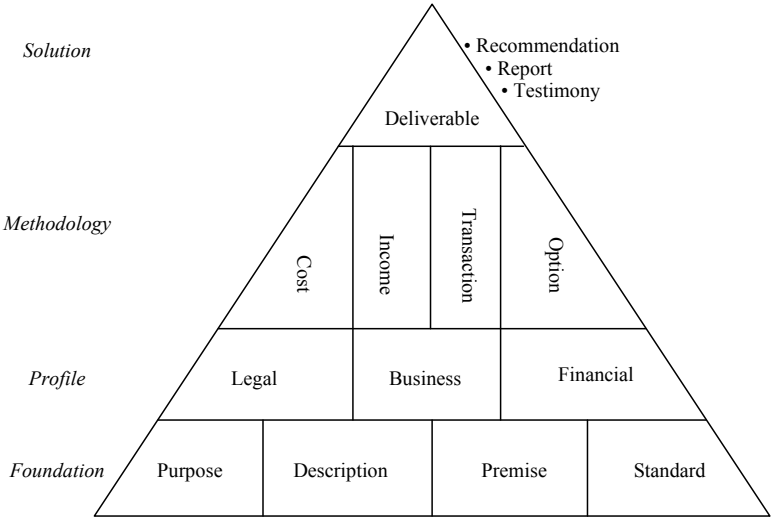 Solution
• Recommendation
• Report
• Testimony
Deliverable
Methodology
Cost
Income
Transaction
Option
Profile
Legal
Business
Financial
Foundation
Purpose
Description
Premise
Standard